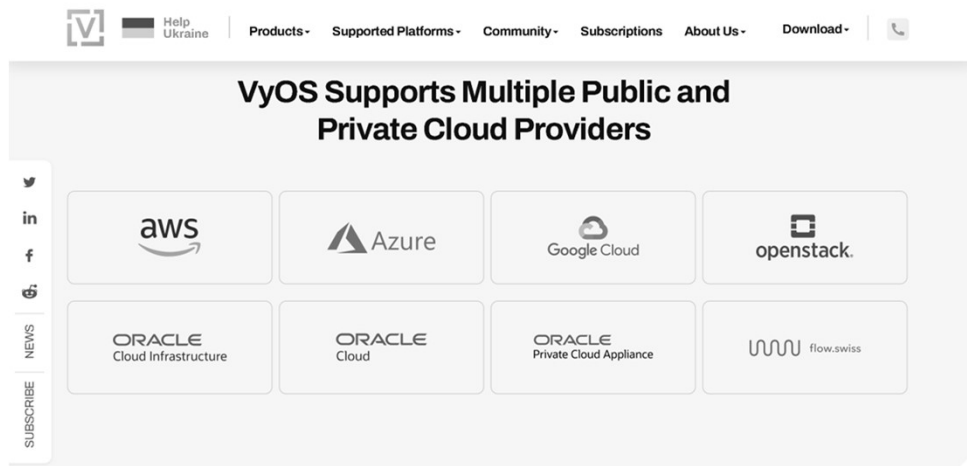 Help
Ukraine
Products
Supported Platforms
Community
Subscriptions
About Us
Download
VyOS Supports Multiple Public and
Private Cloud Providers
aws
Azure
Google Cloud
openstack.
ORACLE
Cloud Infrastructure
ORACLE
Cloud
ORACLE
Private Cloud Appliance
flow.swiss
in
f
NEWS
SUBSCRIBE